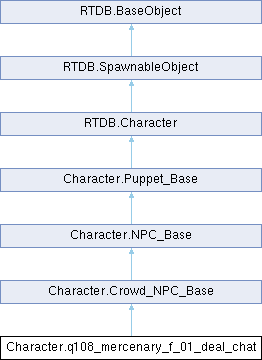 RTDB.BaseObject
RTDB.SpawnableObject
RTDB.Character
Character.Puppet_Base
Character.NPC_Base
Character.Crowd_NPC_Base
Character.q108_mercenary_f_01_deal_chat